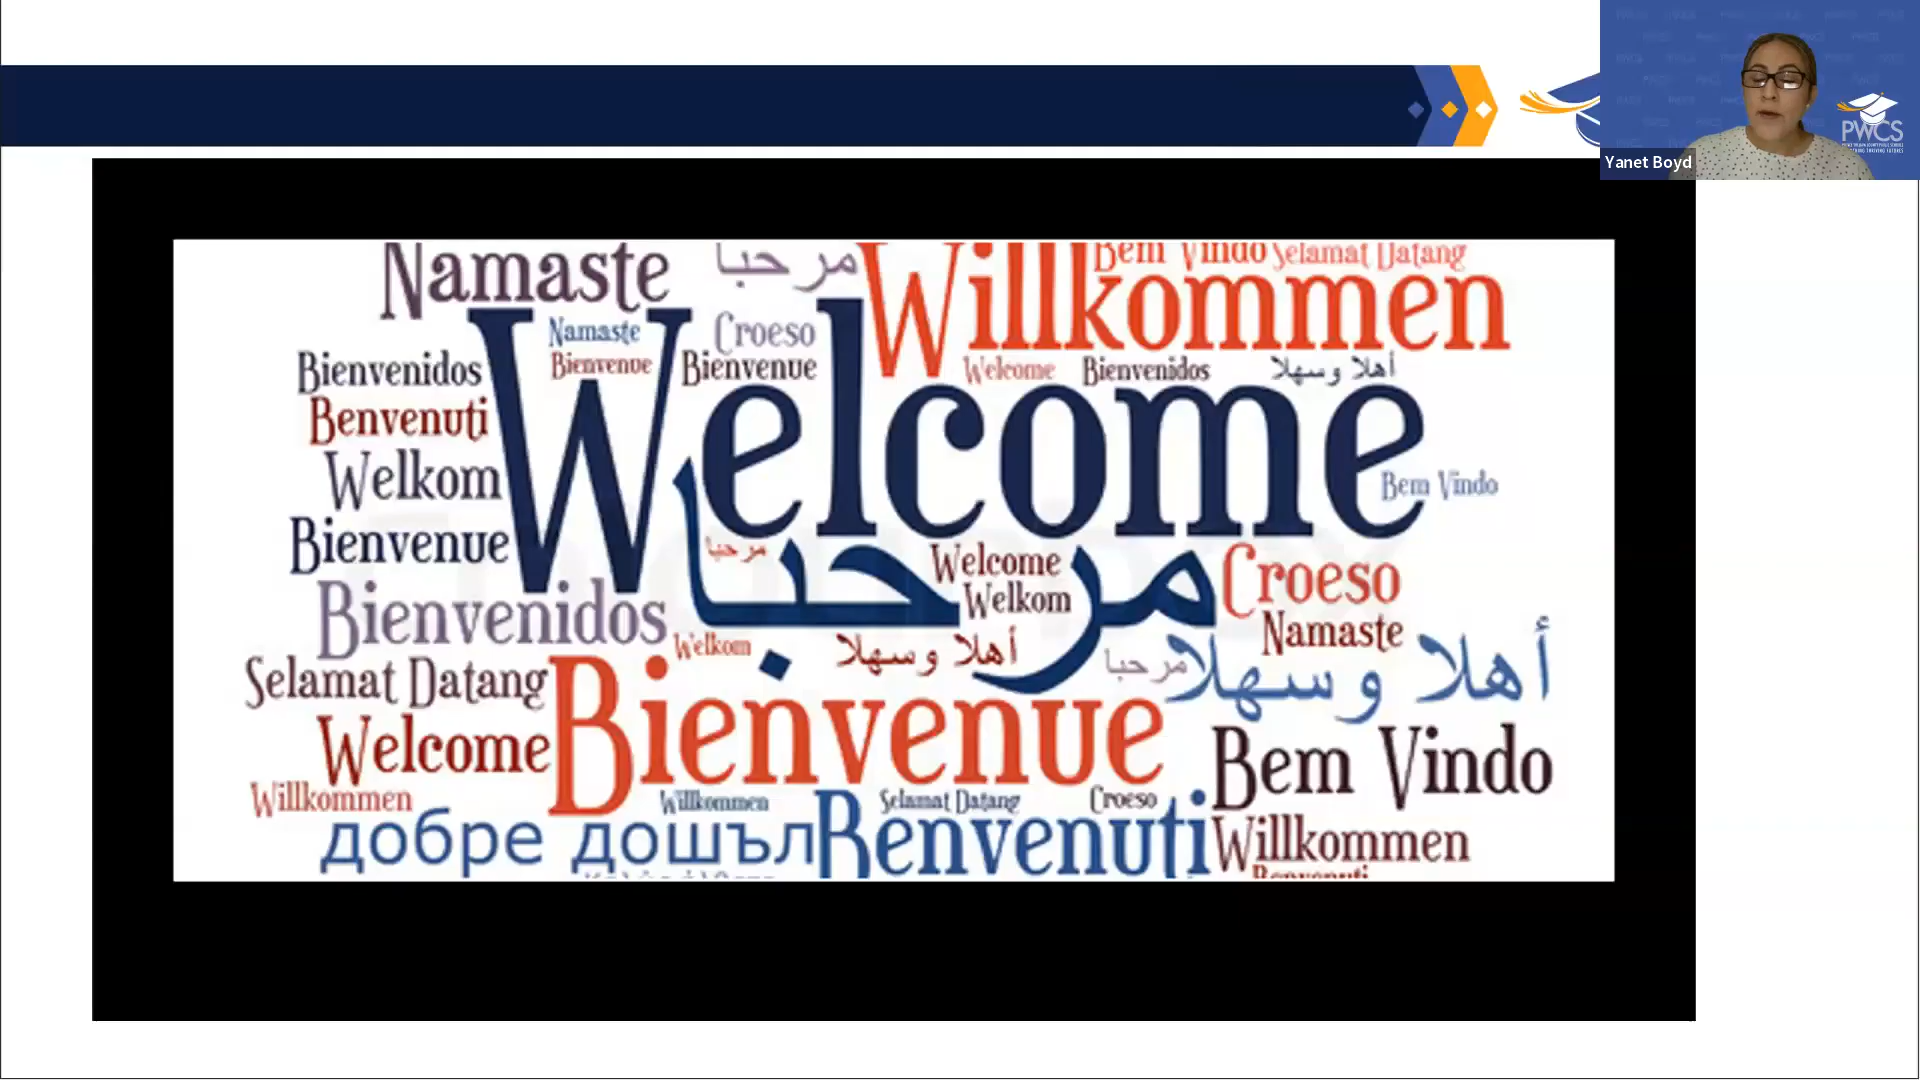 PWCS
Yanet Boyd
Namaste
مرحبا
Willkommen
Bem Vindo
Selamat Datang
Namaste
Croeso
Bienvenidos
Bienvenue
Bienvenue
Welcome
Bienvenidos
أهلا وسهلا
Benvenuti
Welcome
Welkom
Bem Vindo
Bienvenue
مرحبا
مرحبا
Welcome
Welkom
Croeso
Bienvenidos
Namaste
Welkom
أهلا وسهلا
مرحبا
أهلا وسهلا
Selamat Datang
Bienvenue
Welcome
Bem Vindo
Willkommen
Willkommen
Selamat Datang
Croeso
добре дошъл
Benvenuti
Willkommen
Benvenuti